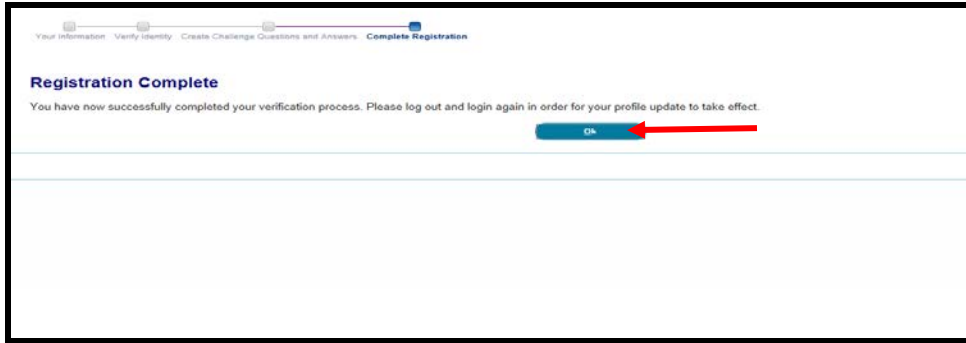 Your Information Verify Identity Create Challenge Questions and Answers Complete Registration
Registration Complete
You have now successfully completed your verification process. Please log out and login again in order for your profile update to take effect.
Ok